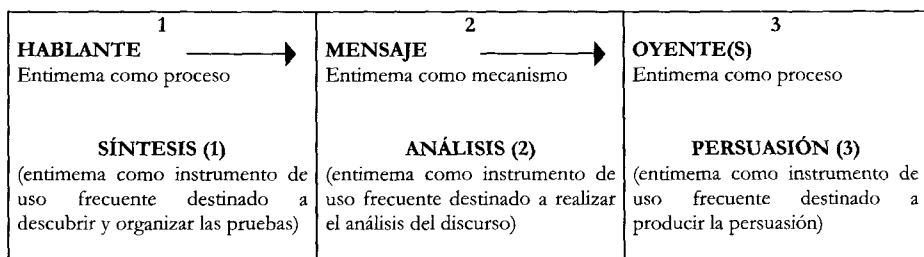 1
HABLANTE
Entimema como proceso
SÍNTESIS (1)
(entimema como instrumento de
uso frecuente destinado a
descubrir y organizar las pruebas)
2
MENSAJE
Entimema como mecanismo
ANÁLISIS (2)
(entimema como instrumento de
uso frecuente destinado a realizar
el análisis del discurso)
3
OYENTE(S)
Entimema como proceso
PERSUASIÓN (3)
(entimema como instrumento de
uso frecuente destinado a
producir la persuasión)